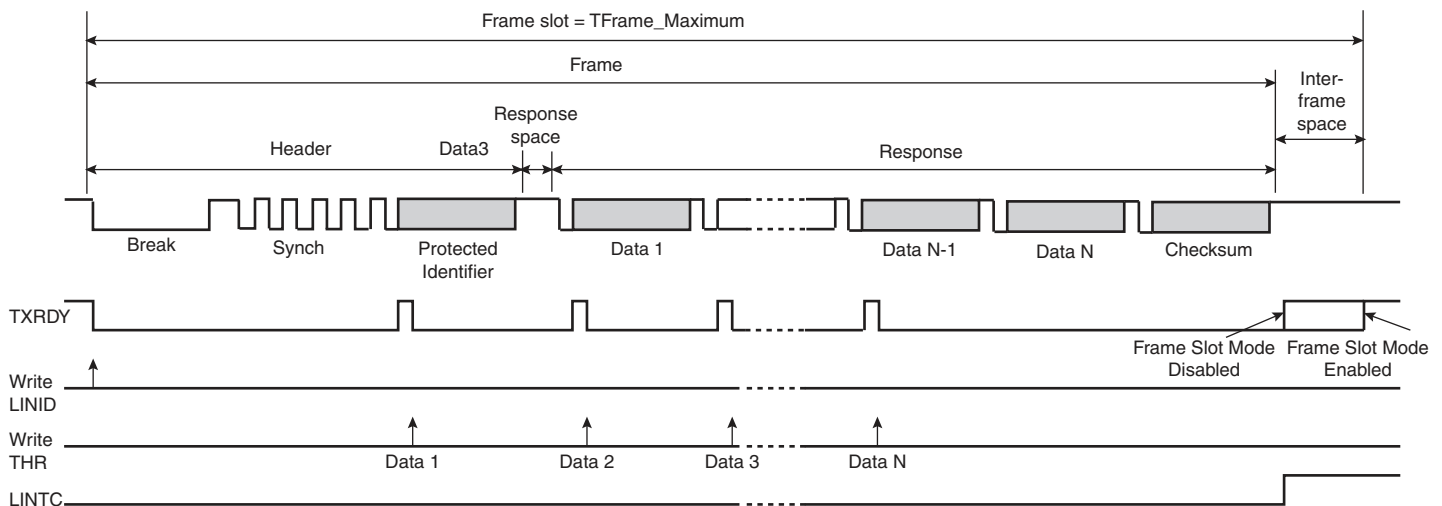 Frame slot = TFrame_Maximum
Frame
Inter-
frame
space
Response
space
Header
Data3
Response
Break
Synch
Protected
Identifier
Data 1
Data N-1
Data N
Checksum
TXRDY
Frame Slot Mode
Disabled
Frame Slot Mode
Enabled
Write
LINID
Write
THR
Data 1
Data 2
Data 3
Data N
LINTC